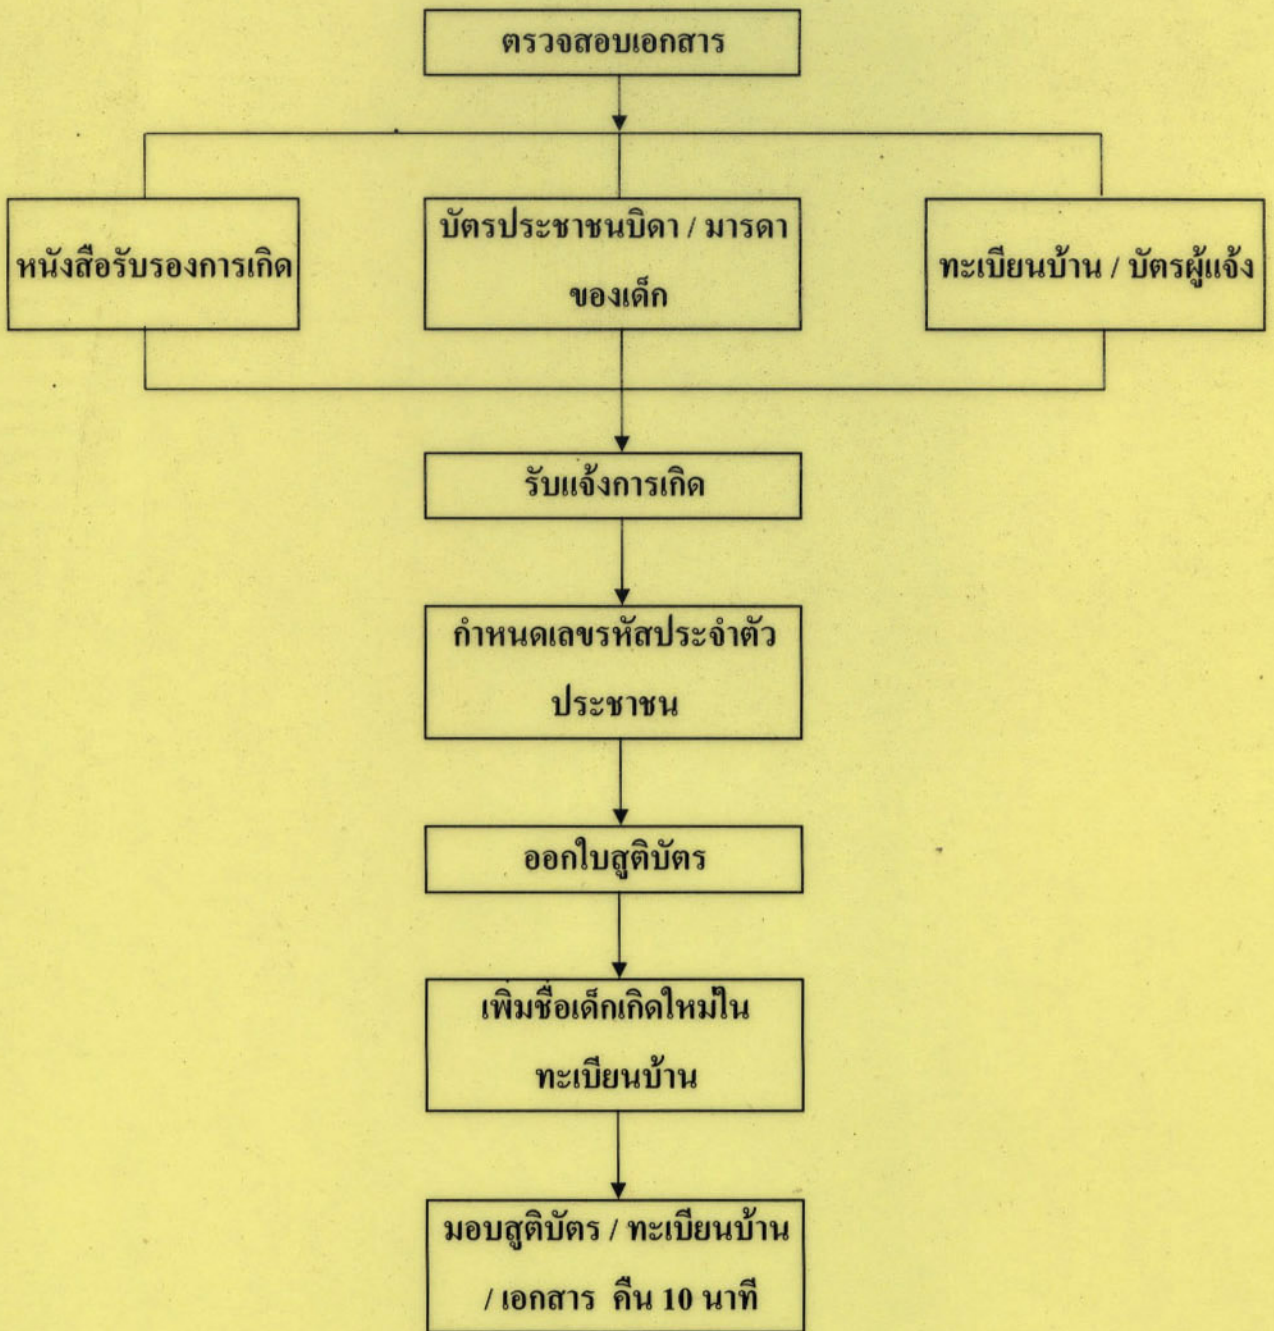 ตรวจสอบเอกสาร
หนังสือรับรองการเกิด
บัตรประชาชนบิดา / มารดา
ของเด็ก
ทะเบียนบ้าน / บัตรผู้แจ้ง
รับแจ้งการเกิด
กำหนดเลขรหัสประจำตัว
ประชาชน
ออกใบสูติบัตร
เพิ่มชื่อเด็กเกิดใหม่ใน
ทะเบียนบ้าน
มอบสูติบัตร / ทะเบียนบ้าน
/ เอกสาร คืน 10 นาที